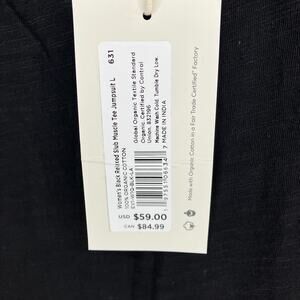 Women's Black Relaxed Slub Muscle Tee Jumpsuit L
631
100% ORGANIC COTTON
Global Organic Textile Standard
Organic. Certified by Control
Union. 832196
Machine Wash Cold. Tumble Dry Low.
MADE IN INDIA
USD $59.00
CAN $84.99
Made with Organic Cotton in a Fair Trade Certified™ Factory